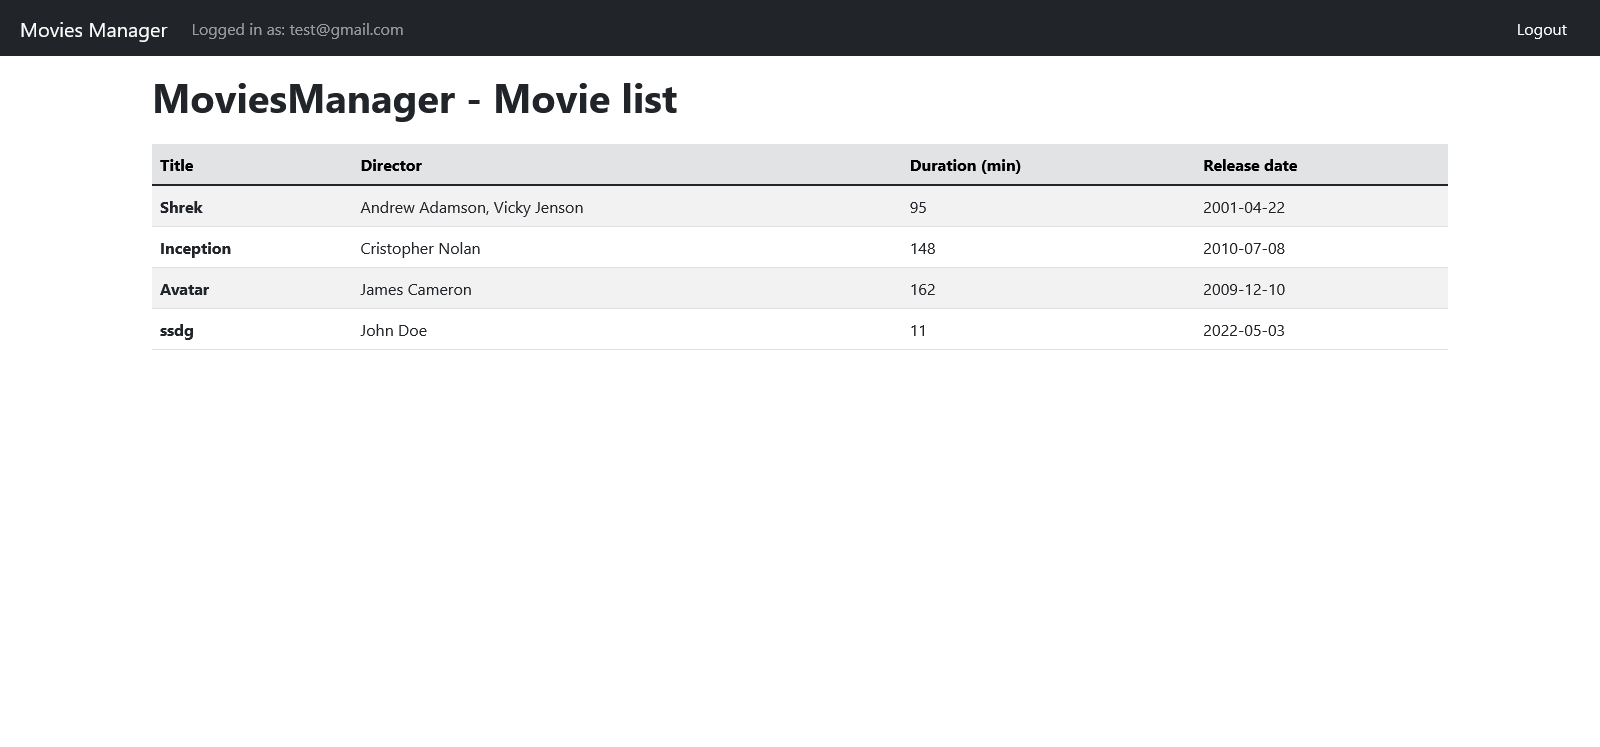 Movies Manager Logged in as: test@gmail.com Logout
MoviesManager - Movie list
Title Director Duration (min) Release date
Shrek Andrew Adamson, Vicky Jenson 95 2001-04-22
Inception Cristopher Nolan 148 2010-07-08
Avatar James Cameron 162 2009-12-10
ssdg John Doe 11 2022-05-03